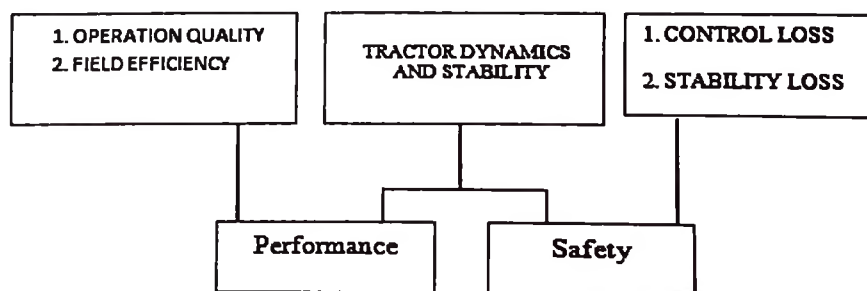 1. OPERATION QUALITY
2. FIELD EFFICIENCY
TRACTOR DYNAMICS
AND STABILITY
1. CONTROL LOSS
2. STABILITY LOSS
Performance
Safety